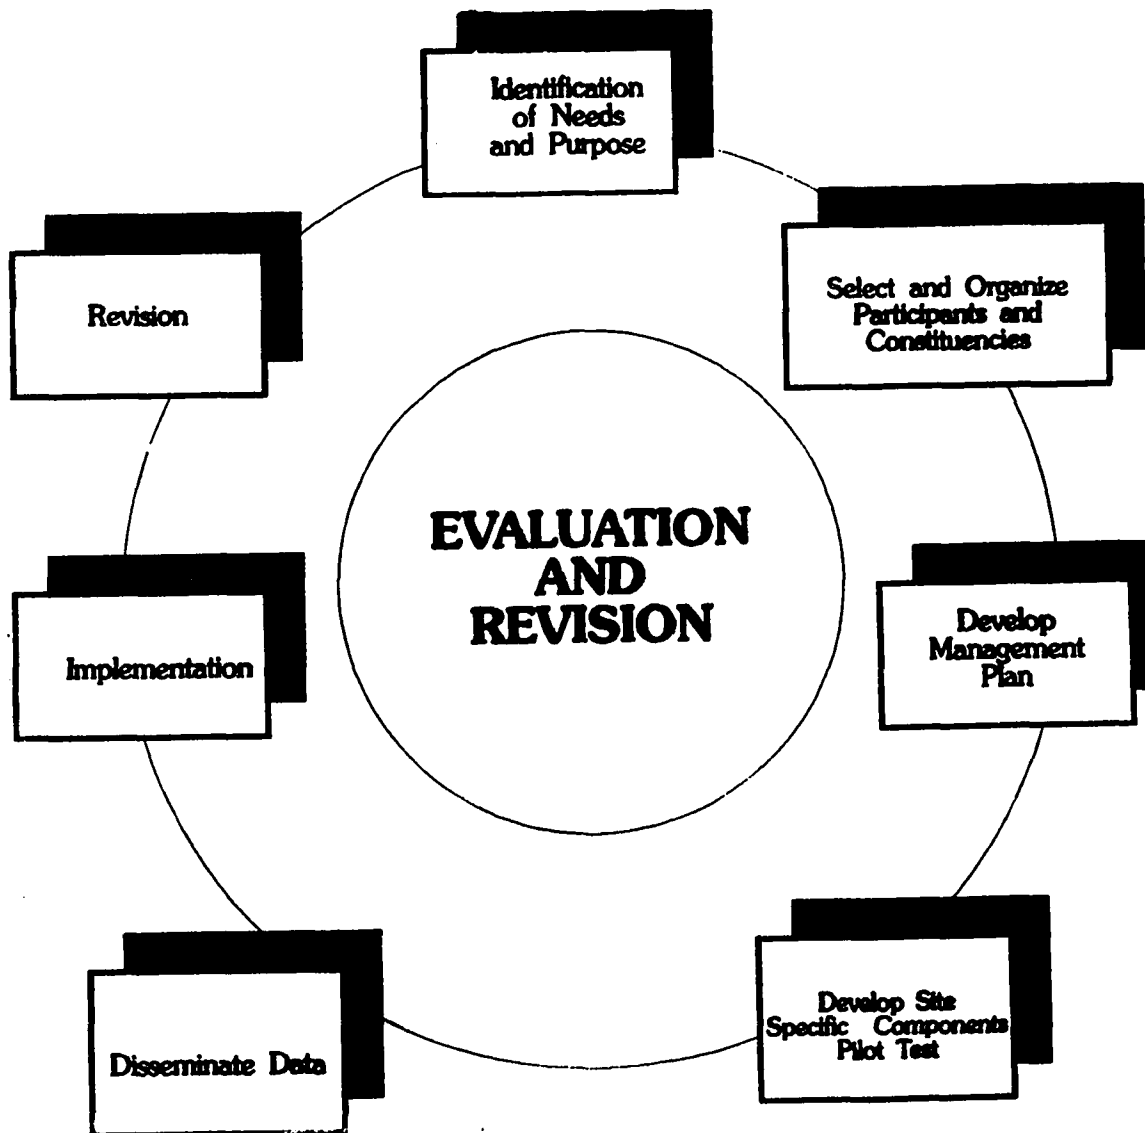 Identification
of Needs
and Purpose
Select and Organize
Participants and
Constituencies
Develop
Management
Plan
Develop Site
Specific Components
Pilot Test
Disseminate Data
Implementation
Revision
EVALUATION
AND
REVISION